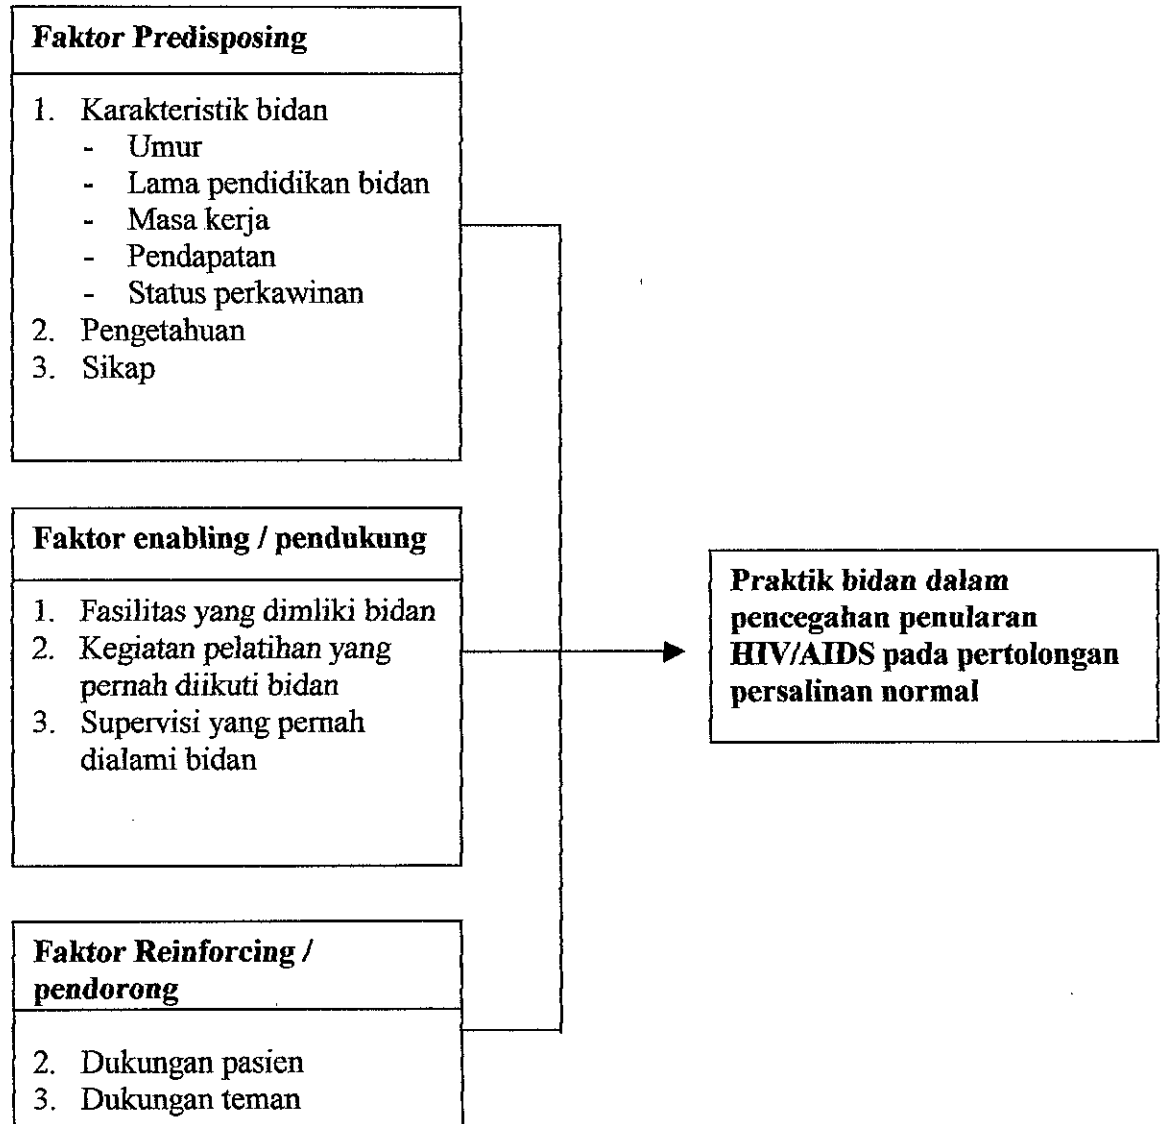 Faktor Predisposing
1. Karakteristik bidan
- Umur
- Lama pendidikan bidan
- Masa kerja
- Pendapatan
- Status perkawinan
2. Pengetahuan
3. Sikap
Faktor enabling / pendukung
1. Fasilitas yang dimliki bidan
2. Kegiatan pelatihan yang
pernah diikuti bidan
3. Supervisi yang pernah
dialami bidan
Praktik bidan dalam
pencegahan penularan
HIV/AIDS pada pertolongan
persalinan normal
Faktor Reinforcing /
pendorong
2. Dukungan pasien
3. Dukungan teman